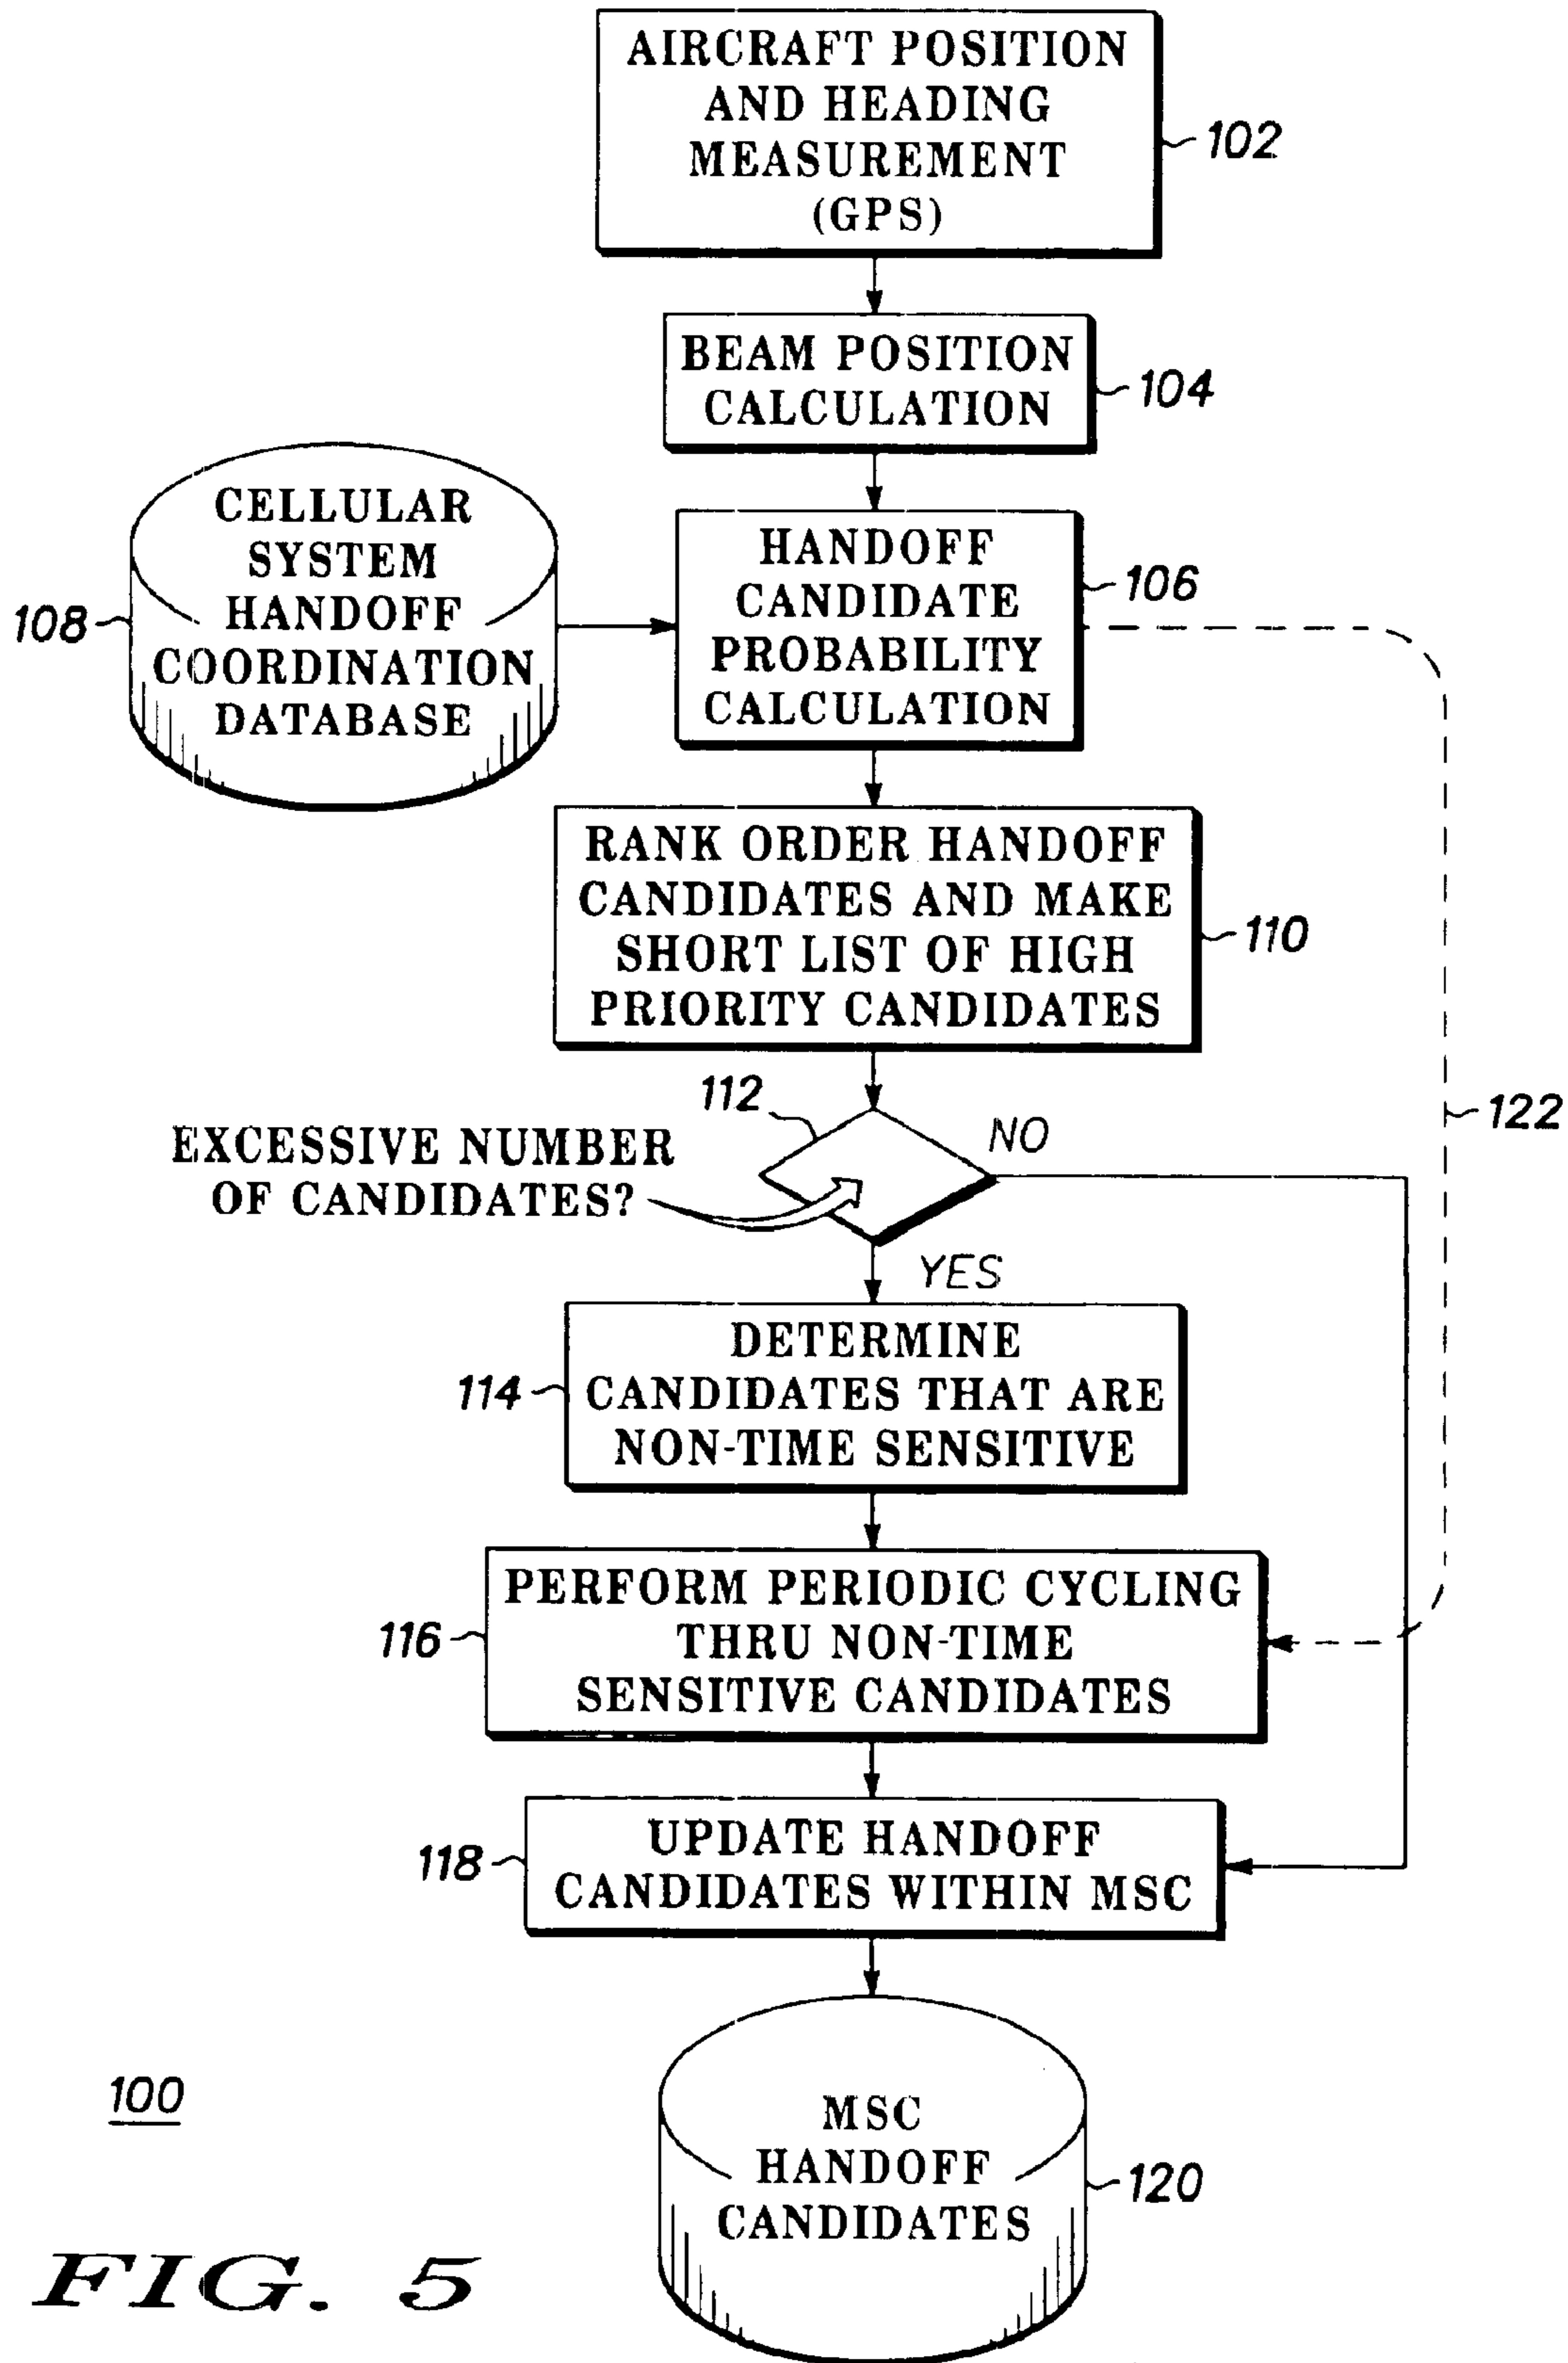 AIRCRAFT POSITION
AND HEADING
MEASUREMENT
(GPS)
102
BEAM POSITION
CALCULATION
104
CELLULAR
SYSTEM
HANDOFF
COORDINATION
DATABASE
108
HANDOFF
CANDIDATE
PROBABILITY
CALCULATION
106
RANK ORDER HANDOFF
CANDIDATES AND MAKE
SHORT LIST OF HIGH
PRIORITY CANDIDATES
110
112
EXCESSIVE NUMBER
OF CANDIDATES?
NO
122
YES
DETERMINE
CANDIDATES THAT ARE
NON-TIME SENSITIVE
114
PERFORM PERIODIC CYCLING
THRU NON-TIME
SENSITIVE CANDIDATES
116
UPDATE HANDOFF
CANDIDATES WITHIN MSC
118
MSC
HANDOFF
CANDIDATES
120
100
FIG. 5